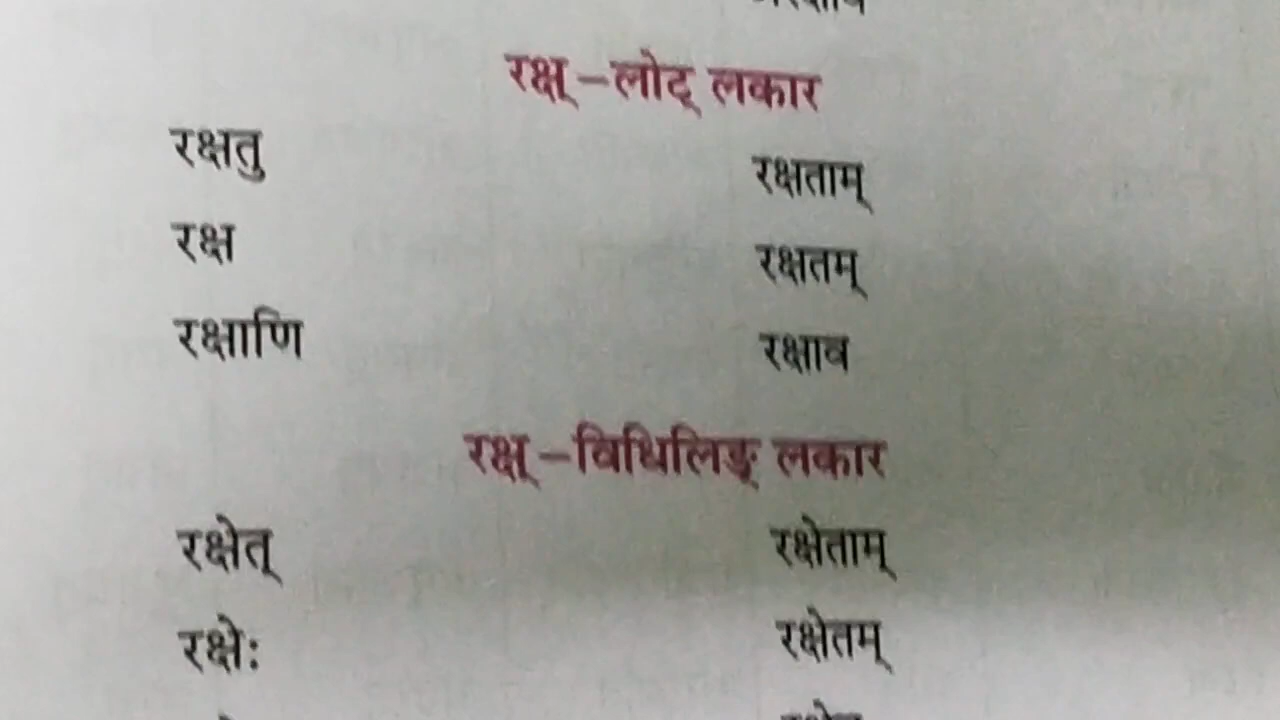 रक्ष् –लोट् लकार
रक्षतु रक्षताम्
रक्ष रक्षतम्
रक्षाणि रक्षाव
रक्ष् –विधिलिङ् लकार
रक्षेत् रक्षेताम्
रक्षेः रक्षेतम्